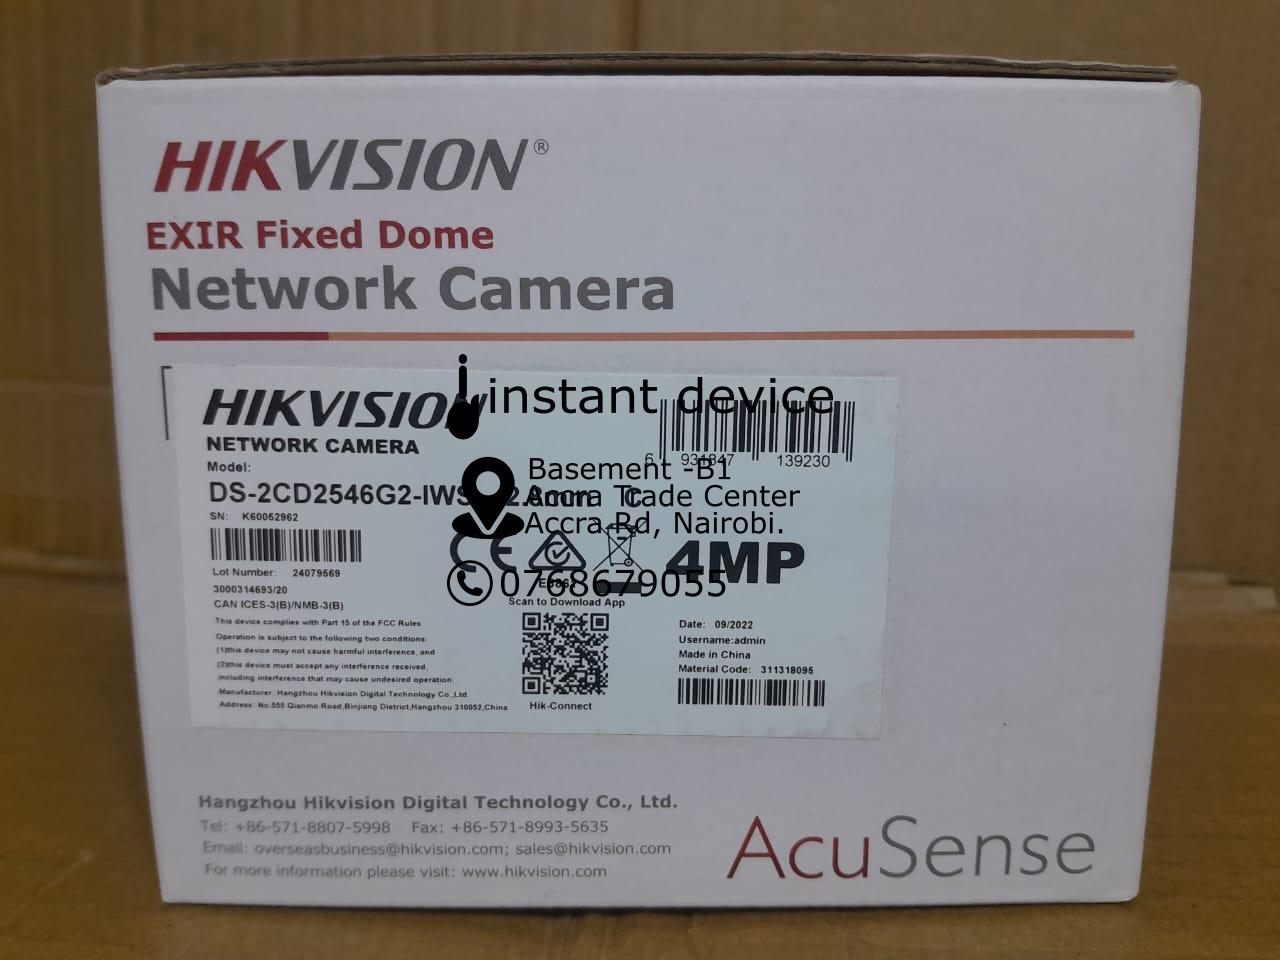 HIKVISION®
EXIR Fixed Dome
Network Camera
HIKVISION
instant device
NETWORK CAMERA
6 931847 139230
Model:
Basement -B1
DS-2CD2546G2-IWS
C
Accra Trade Center
SN: K60052962
Accra Rd, Nairobi.
CE
4MP
Lot Number: 24079569
0768679055
3000314693/20
Scan to Download App
CAN ICES-3(B)/NMB-3(B)
This device complies with Part 15 of the FCC Rules.
Operation is subject to the following two conditions:
(1)this device may not cause harmful interference, and
(2)this device must accept any interference received,
including interference that may cause undesired operation.
Manufacturer: Hangzhou Hikvision Digital Technology Co.,Ltd.
Address: No.555 Qianmo Road,Binjiang District,Hangzhou 310052,China
Hik-Connect
Date: 09/2022
Username:admin
Made in China
Material Code: 311318095
Hangzhou Hikvision Digital Technology Co., Ltd.
Tel: +86-571-8807-5998 Fax: +86-571-8993-5635
Email: overseasbusiness@hikvision.com; sales@hikvision.com
For more information please visit: www.hikvision.com
AcuSense